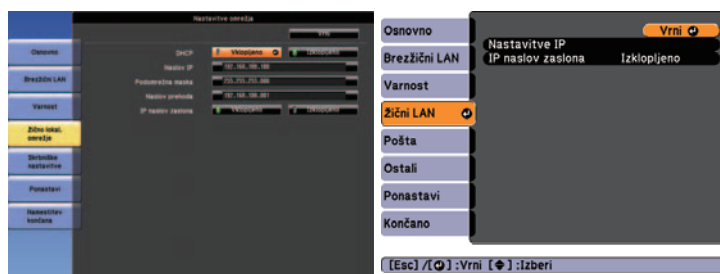 Nastavitve omrežja
Vrni
Osnovno
Brezžični LAN
Varnost
Žično lokal.
omrežje
Skrbniške
nastavitve
Ponastavi
Namestitev
končana
DHCP
Vklopljeno
Izklopljeno
Naslov IP
Podomrežna maska
Naslov prehoda
IP naslov zaslona
Vklopljeno
Izklopljeno
Osnovno
Brezžični LAN
Varnost
Žični LAN
Pošta
Ostali
Ponastavi
Končano
Vrni
Nastavitve IP
IP naslov zaslona Izklopljeno
[Esc] /[ ] :Vrni [ ] :Izberi